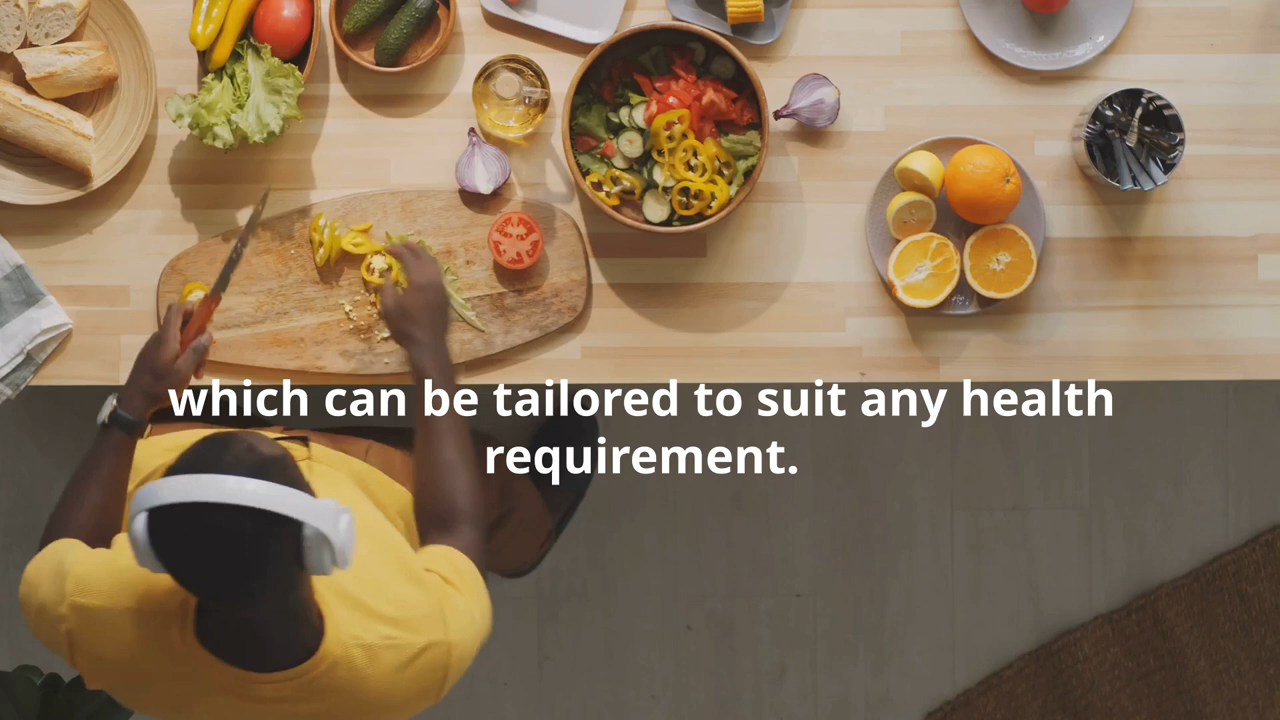 which can be tailored to suit any health
requirement.